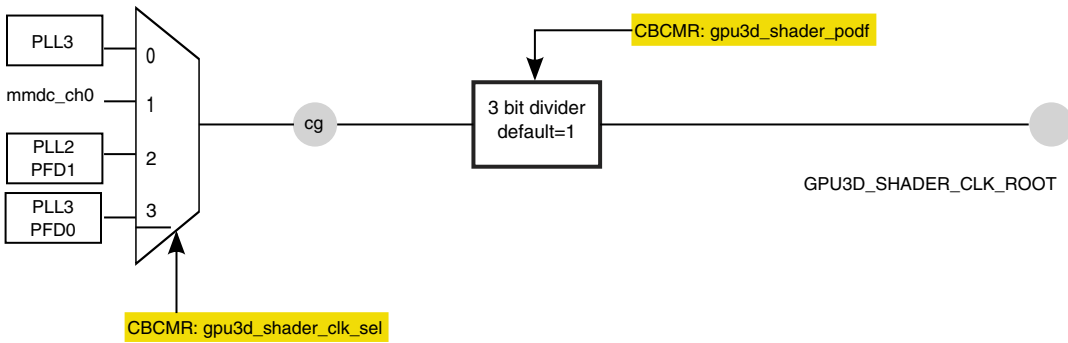 PLL3
0
CBCMR: gpu3d_shader_podf
mmdc_ch0
1
cg
3 bit divider
default=1
PLL2
PFD1
2
GPU3D_SHADER_CLK_ROOT
PLL3
PFD0
3
CBCMR: gpu3d_shader_clk_sel